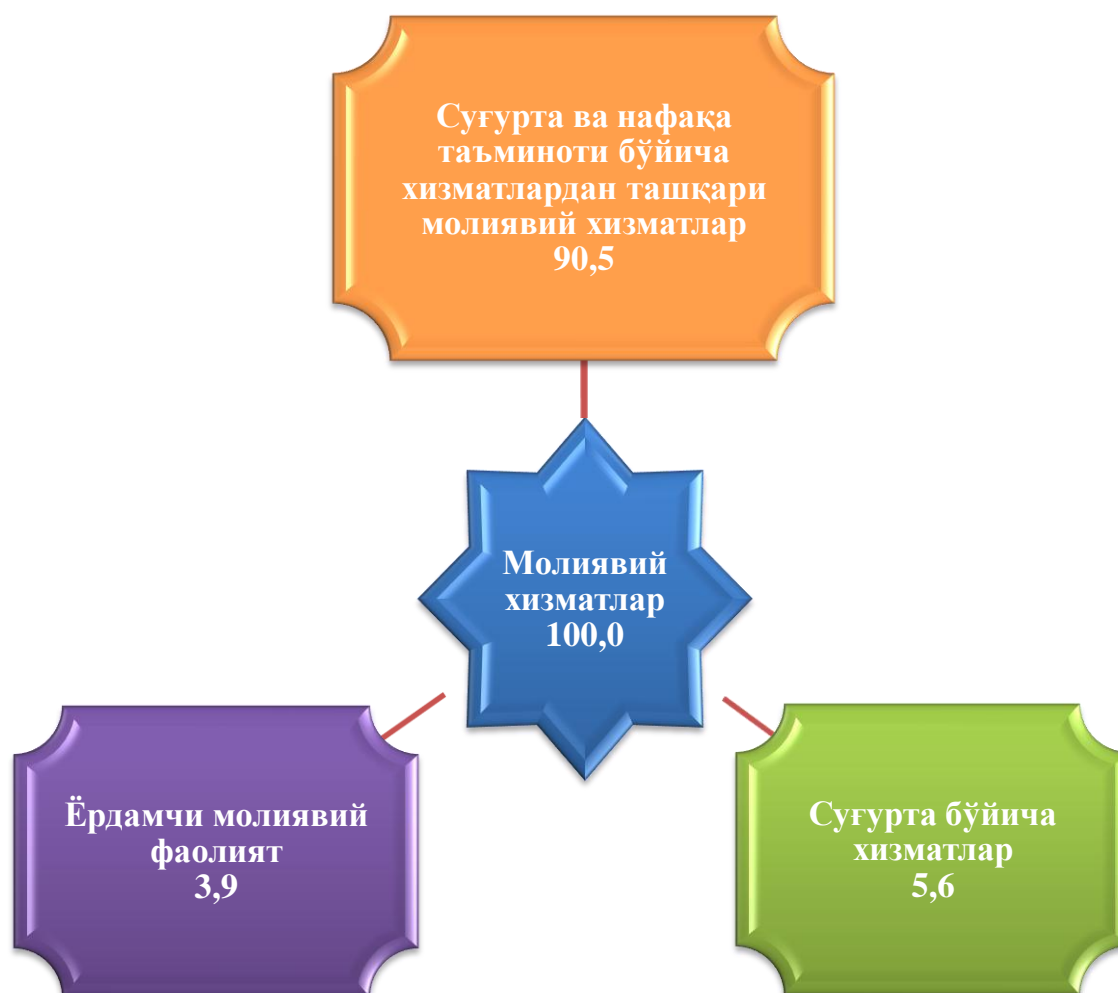 Суғурта ва нафақа
таъминоти бўйича
хизматлардан ташқари
молиявий хизматлар
90,5
Молиявий
хизматлар
100,0
Ёрдамчи молиявий
фаолият
3,9
Суғурта бўйича
хизматлар
5,6